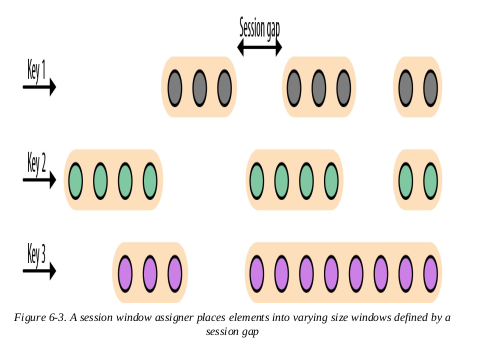 Session gap
Key 1
Key 2
Key 3
Figure 6-3. A session window assigner places elements into varying size windows defined by a
session gap